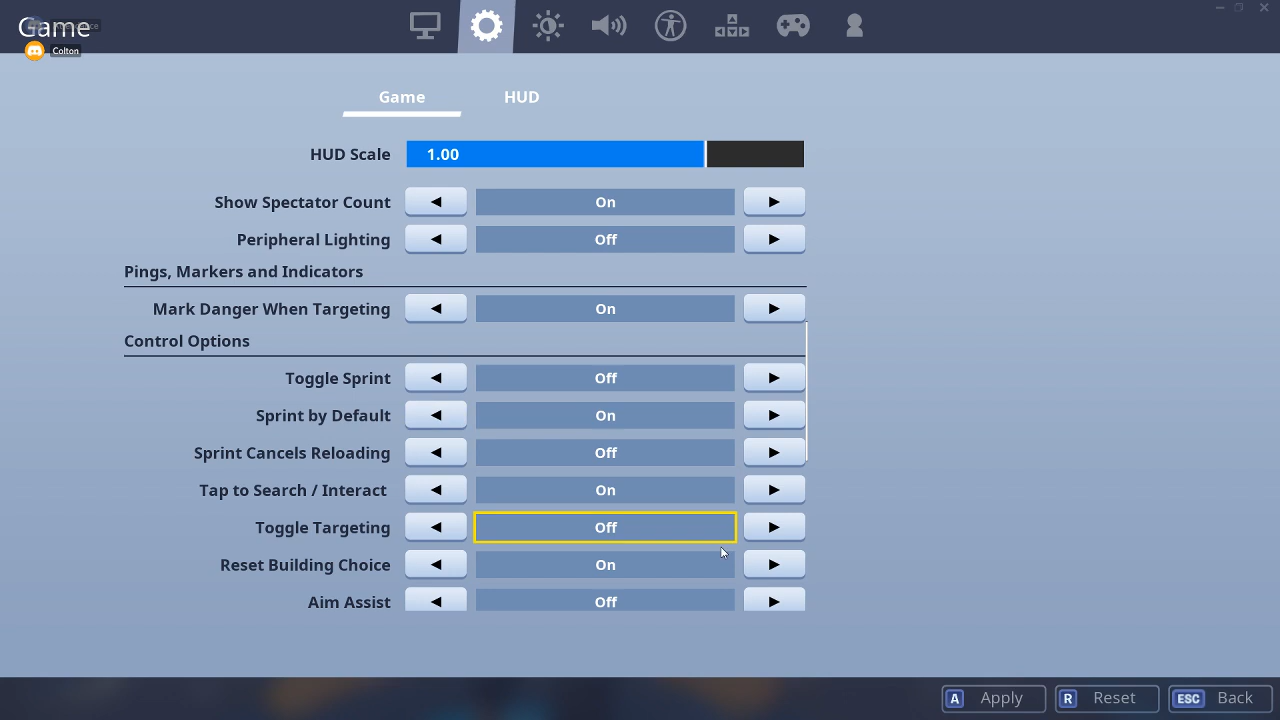 Game
Colton
Game HUD
HUD Scale 1.00
Show Spectator Count On
Peripheral Lighting Off
Pings, Markers and Indicators
Mark Danger When Targeting On
Control Options
Toggle Sprint Off
Sprint by Default On
Sprint Cancels Reloading Off
Tap to Search / Interact On
Toggle Targeting Off
Reset Building Choice On
Aim Assist Off
A Apply R Reset ESC Back